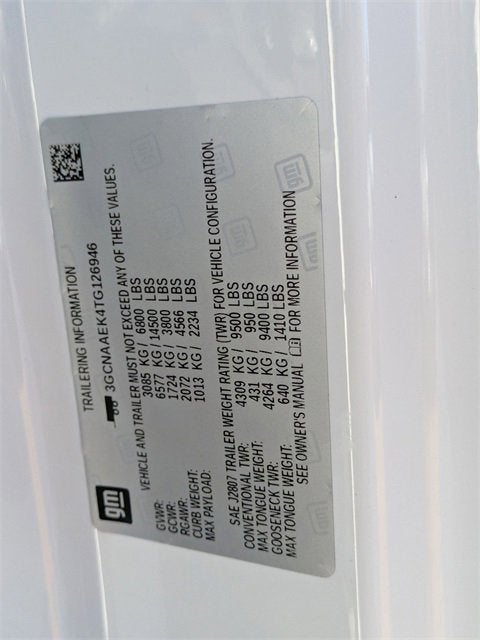 gm
TRAILERING INFORMATION
3GCNAAEK4TG126946
VEHICLE AND TRAILER MUST NOT EXCEED ANY OF THESE VALUES.
GVWR: 3085 KG / 6800 LBS
GCWR: 6577 KG / 14500 LBS
RGAWR: 1724 KG / 3800 LBS
CURB WEIGHT: 2072 KG / 4566 LBS
MAX PAYLOAD: 1013 KG / 2234 LBS
SAE J2807 TRAILER WEIGHT RATING (TWR) FOR VEHICLE CONFIGURATION.
CONVENTIONAL TWR: 4309 KG / 9500 LBS
MAX TONGUE WEIGHT: 431 KG / 950 LBS
GOOSENECK TWR: 4264 KG / 9400 LBS
MAX TONGUE WEIGHT: 640 KG / 1410 LBS
SEE OWNER'S MANUAL FOR MORE INFORMATION